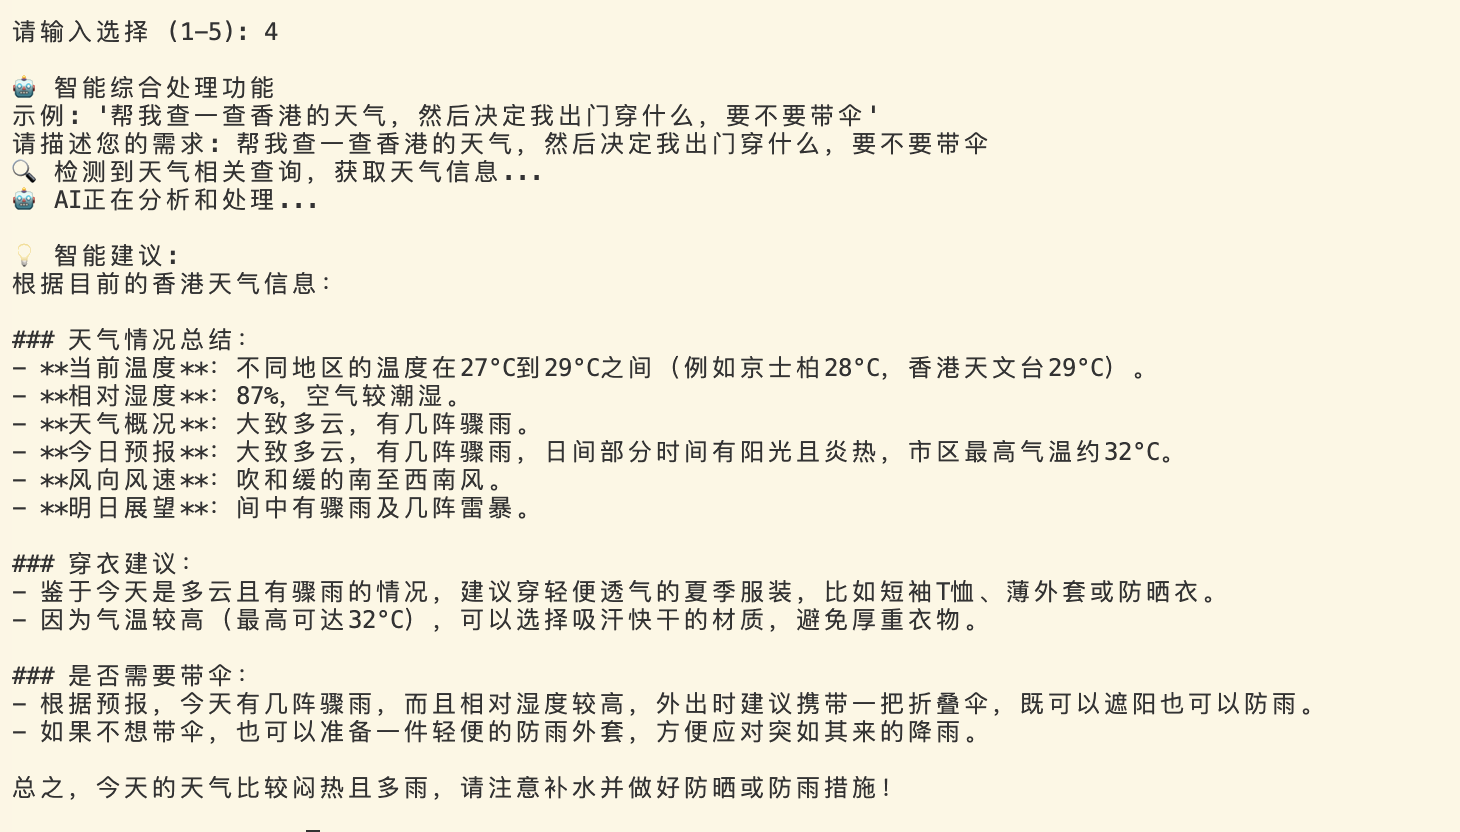 请输入选择 (1-5): 4
🤖 智能综合处理功能
示例: '帮我查一查香港的天气，然后决定我出门穿什么，要不要带伞'
请描述您的需求: 帮我查一查香港的天气，然后决定我出门穿什么，要不要带伞
🔍 检测到天气相关查询，获取天气信息...
🤖 AI正在分析和处理...
💡 智能建议:
根据目前的香港天气信息：
### 天气情况总结：
- **当前温度**： 不同地区的温度在27°C到29°C之间（例如京士柏28°C，香港天文台29°C）。
- **相对湿度**： 87%，空气较潮湿。
- **天气概况**： 大致多云，有几阵骤雨。
- **今日预报**： 大致多云，有几阵骤雨，日间部分时间有阳光且炎热，市区最高气温约32°C。
- **风向风速**： 吹和缓的南至西南风。
- **明日展望**： 间中有骤雨及几阵雷暴。
### 穿衣建议：
- 鉴于今天是多云且有骤雨的情况，建议穿轻便透气的夏季服装，比如短袖T恤、薄外套或防晒衣。
- 因为气温较高（最高可达32°C），可以选择吸汗快干的材质，避免厚重衣物。
### 是否需要带伞：
- 根据预报，今天有几阵骤雨，而且相对湿度较高，外出时建议携带一把折叠伞，既可以遮阳也可以防雨。
- 如果不想带伞，也可以准备一件轻便的防雨外套，方便应对突如其来的降雨。
总之，今天的天气比较闷热且多雨，请注意补水并做好防晒或防雨措施！